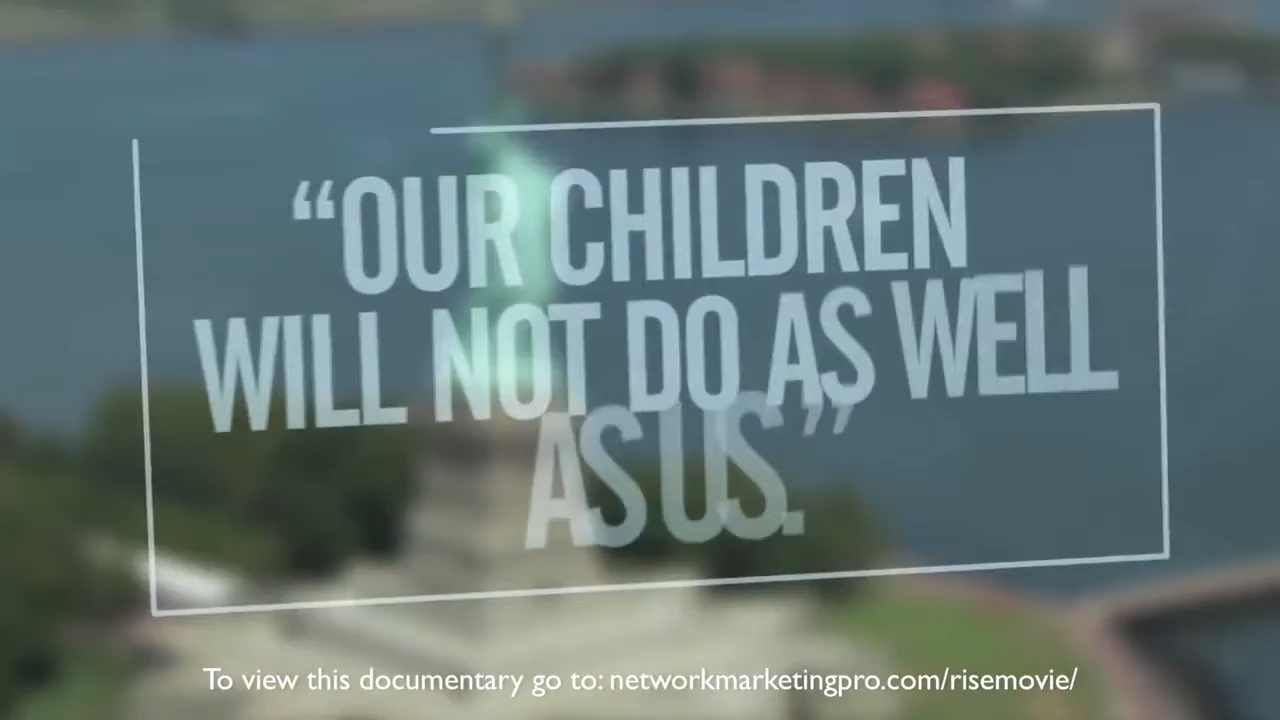 “OUR CHILDREN
WILL NOT DO AS WELL
AS US.”
To view this documentary go to: networkmarketingpro.com/risemovie/